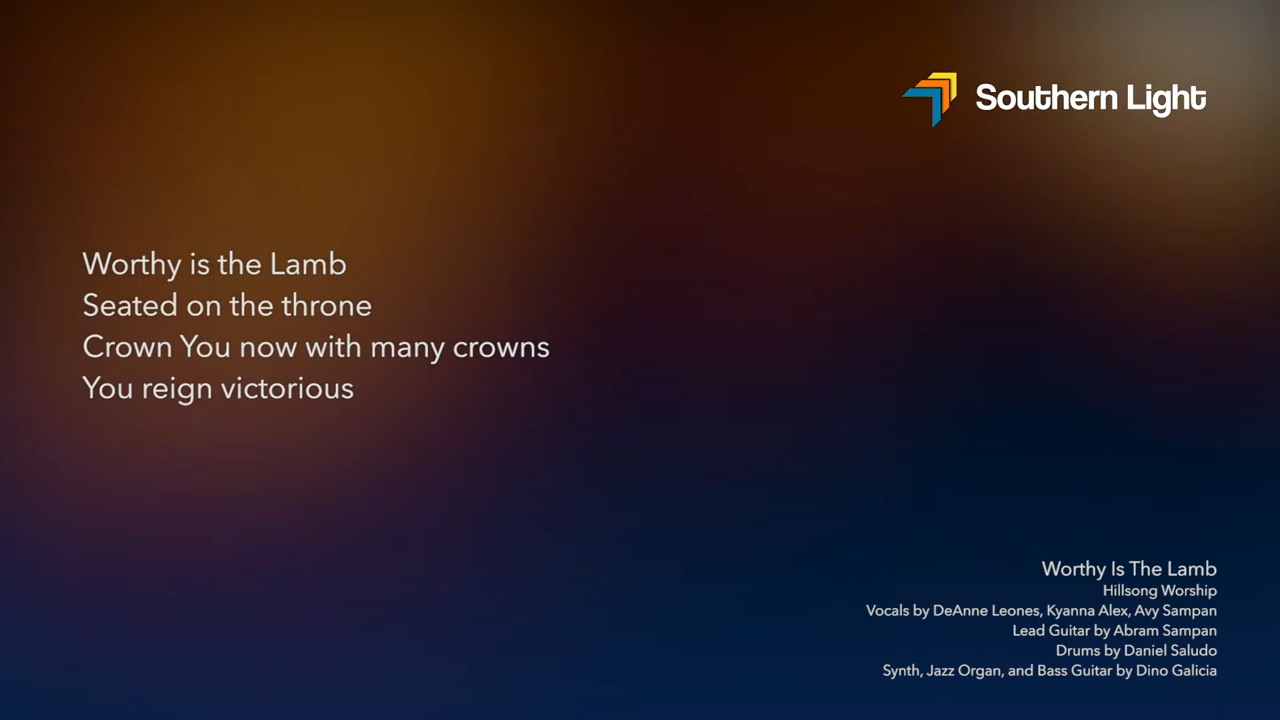 Southern Light
Worthy is the Lamb
Seated on the throne
Crown You now with many crowns
You reign victorious
Worthy Is The Lamb
Hillsong Worship
Vocals by DeAnne Leones, Kyanna Alex, Avy Sampan
Lead Guitar by Abram Sampan
Drums by Daniel Saludo
Synth, Jazz Organ, and Bass Guitar by Dino Galicia